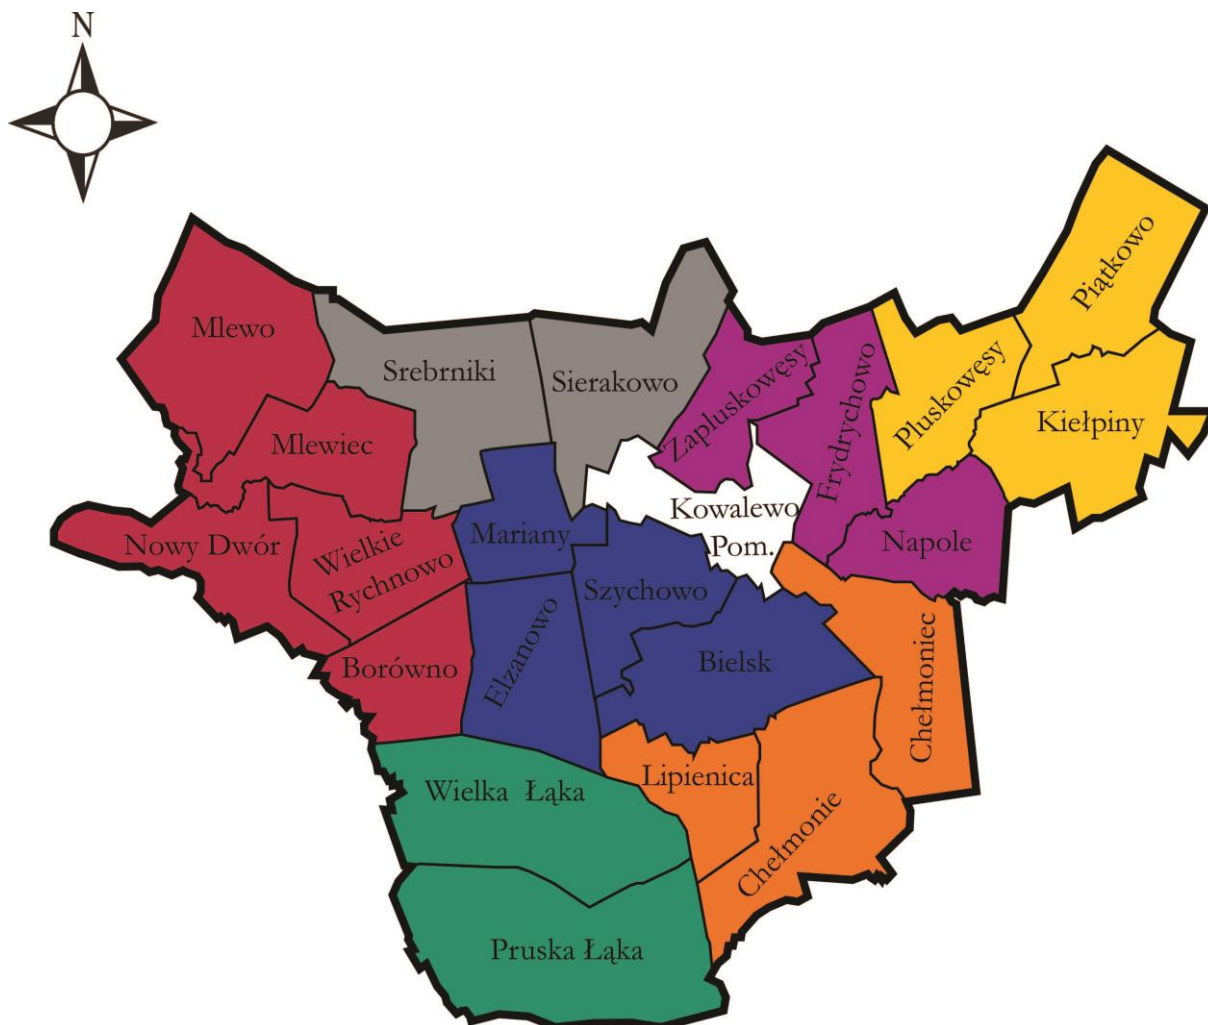 N
Piątkowo
Mlewo
Srebrniki
Sierakowo
Zapluskowęsy
Frydrychowo
Pluskowęsy
Kiełpiny
Mlewiec
Kowalewo
Pom.
Nowy Dwór
Wielkie
Rychnowo
Mariany
Napole
Szychowo
Borówno
Elzanowo
Bielsk
Chełmoniec
Wielka Łąka
Lipienica
Chełmonie
Pruska Łąka